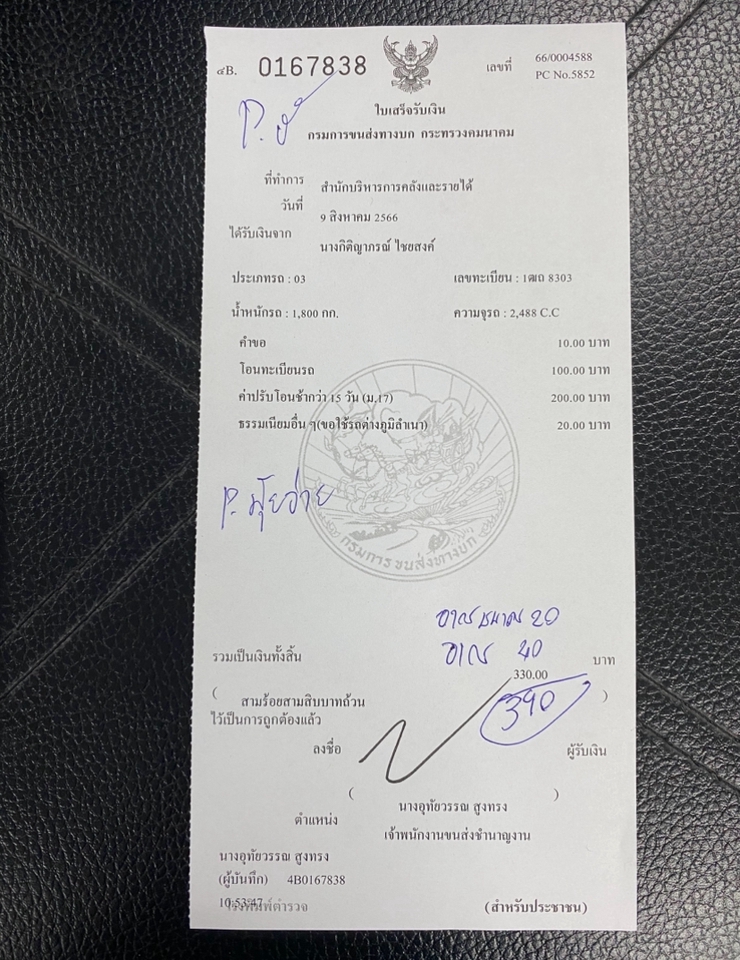 ๔B. 0167838 เลขที่ 66/0004588
PC No.5852
P.
ใบเสร็จรับเงิน
กรมการขนส่งทางบก กระทรวงคมนาคม
ที่ทำการ สำนักบริหารการคลังและรายได้
วันที่ 9 สิงหาคม 2566
ได้รับเงินจาก นางกิติญาภรณ์ ไชยสงค์
ประเภทรถ : 03 เลขทะเบียน : 1ฒถ 8303
น้ำหนักรถ : 1,800 กก. ความจุรถ : 2,488 C.C
คำขอ 10.00 บาท
โอนทะเบียนรถ 100.00 บาท
ค่าปรับโอนช้ากว่า 15 วัน (ม.17) 200.00 บาท
ธรรมเนียมอื่น ๆ(ขอใช้รถต่างภูมิลำเนา) 20.00 บาท
กรมการขนส่งทางบก
P.
20
รวมเป็นเงินทั้งสิ้น 40 บาท
330.00
( สามร้อยสามสิบบาทถ้วน )
390
ไว้เป็นการถูกต้องแล้ว
ลงชื่อ ผู้รับเงิน
( นางอุทัยวรรณ สูงทรง )
ตำแหน่ง เจ้าพนักงานขนส่งชำนาญงาน
นางอุทัยวรรณ สูงทรง
(ผู้บันทึก) 4B0167838
10:53:47 (สำหรับประชาชน)